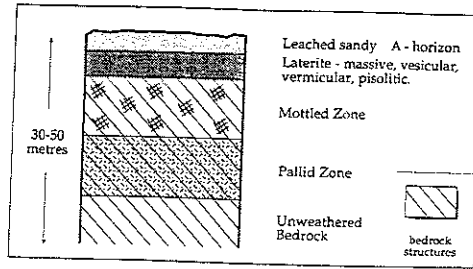 Leached sandy A - horizon
Laterite - massive, vesicular,
vermicular, pisolitic.
Mottled Zone
30-50
metres
Pallid Zone
Unweathered
Bedrock
bedrock
structures